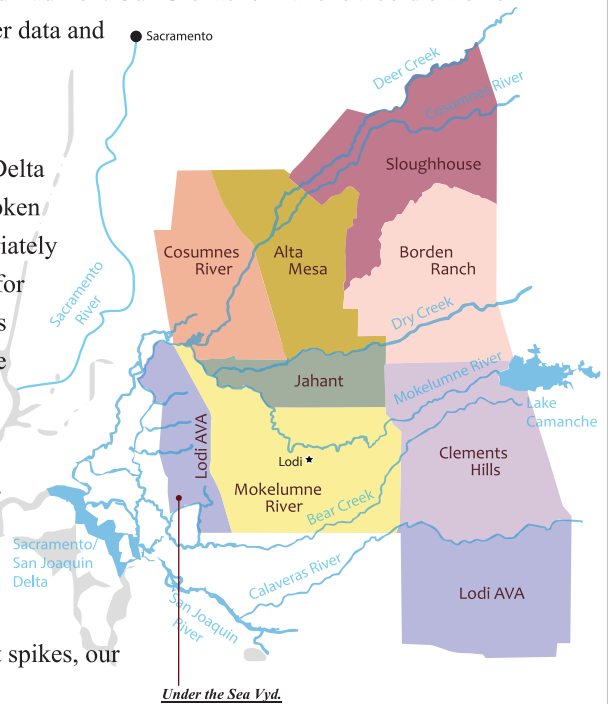 er data and
Sacramento
Deer Creek
Cosumnes River
Delta
Sloughhouse
oken
iately
for
Cosumnes
River
Alta
Mesa
Borden
Ranch
Sacramento
River
Dry Creek
Jahant
Mokelumne River
Lake
Camanche
Lodi AVA
Lodi
Clements
Hills
Mokelumne
River
Bear Creek
Sacramento/
San Joaquin
Delta
Calaveras River
San Joaquin
River
Lodi AVA
t spikes, our
Under the Sea Vyd.